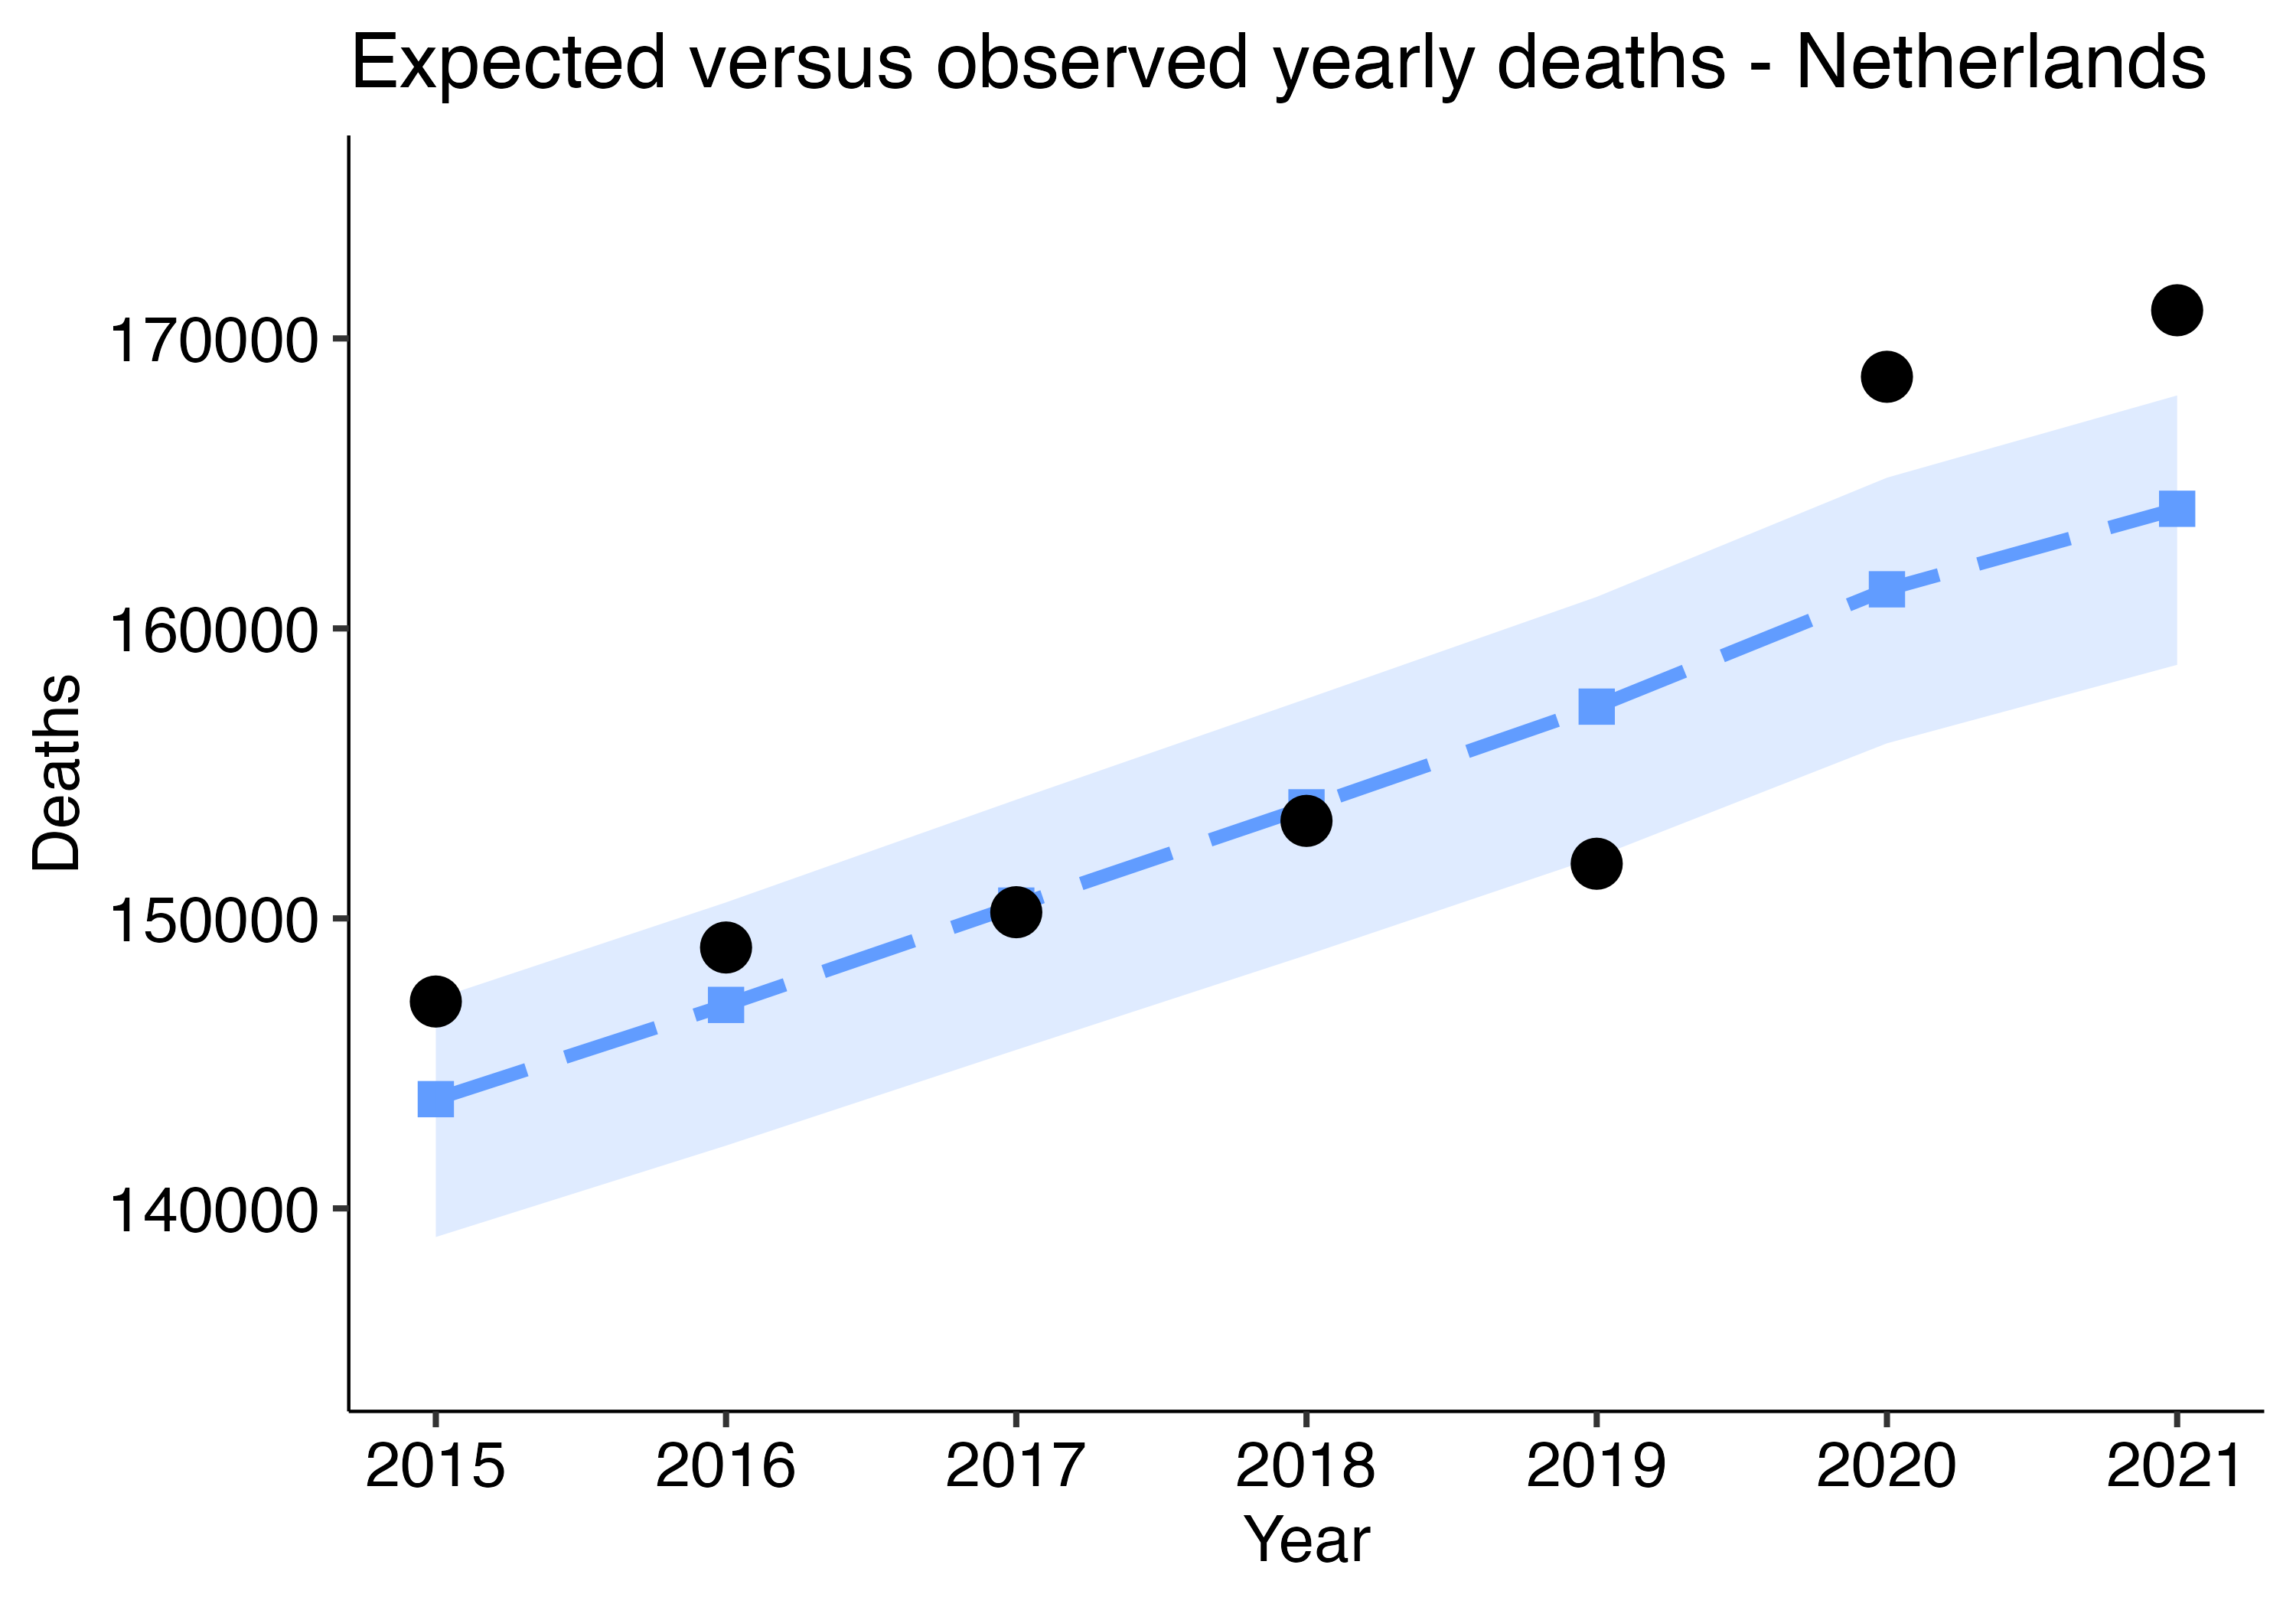 Expected versus observed yearly deaths - Netherlands
170000
160000
150000
140000
Deaths
2015 2016 2017 2018 2019 2020 2021
Year